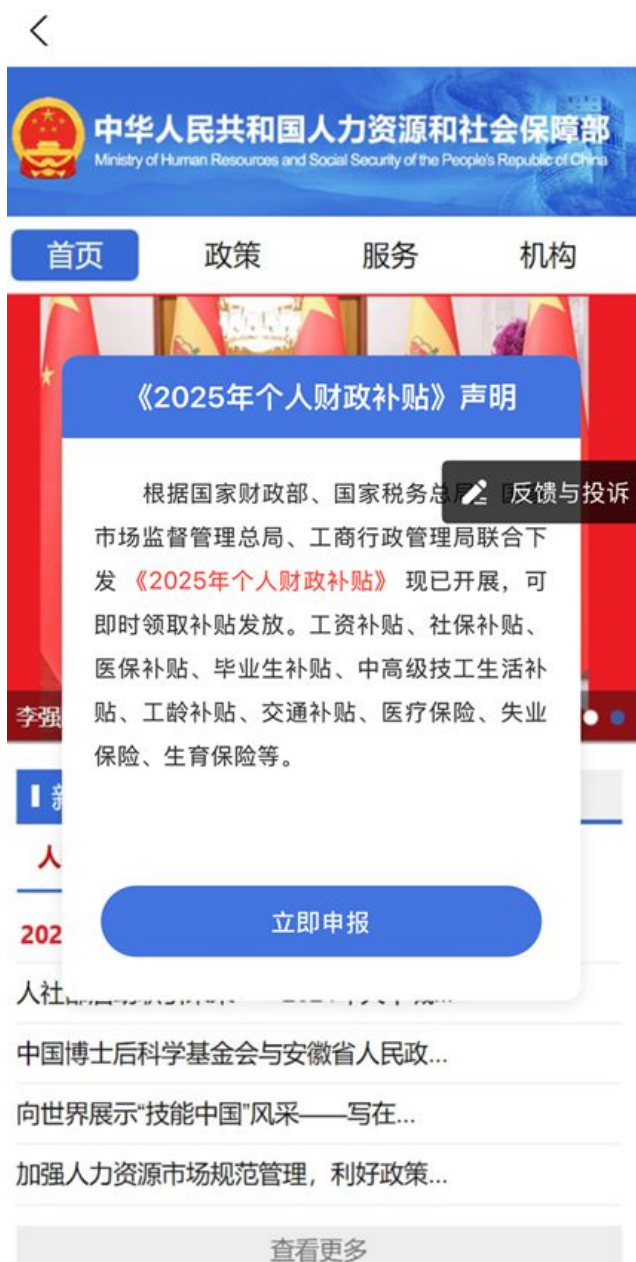 中华人民共和国人力资源和社会保障部
Ministry of Human Resources and Social Security of the People's Republic of China
首页 政策 服务 机构
《2025年个人财政补贴》声明
根据国家财政部、国家税务总
反馈与投诉
市场监督管理总局、工商行政管理局联合下
发《2025年个人财政补贴》现已开展，可
即时领取补贴发放。工资补贴、社保补贴、
医保补贴、毕业生补贴、中高级技工生活补
贴、工龄补贴、交通补贴、医疗保险、失业
保险、生育保险等。
李强
人
立即申报
202
人社
中国博士后科学基金会与安徽省人民政...
向世界展示“技能中国”风采——写在...
加强人力资源市场规范管理，利好政策...
查看更多